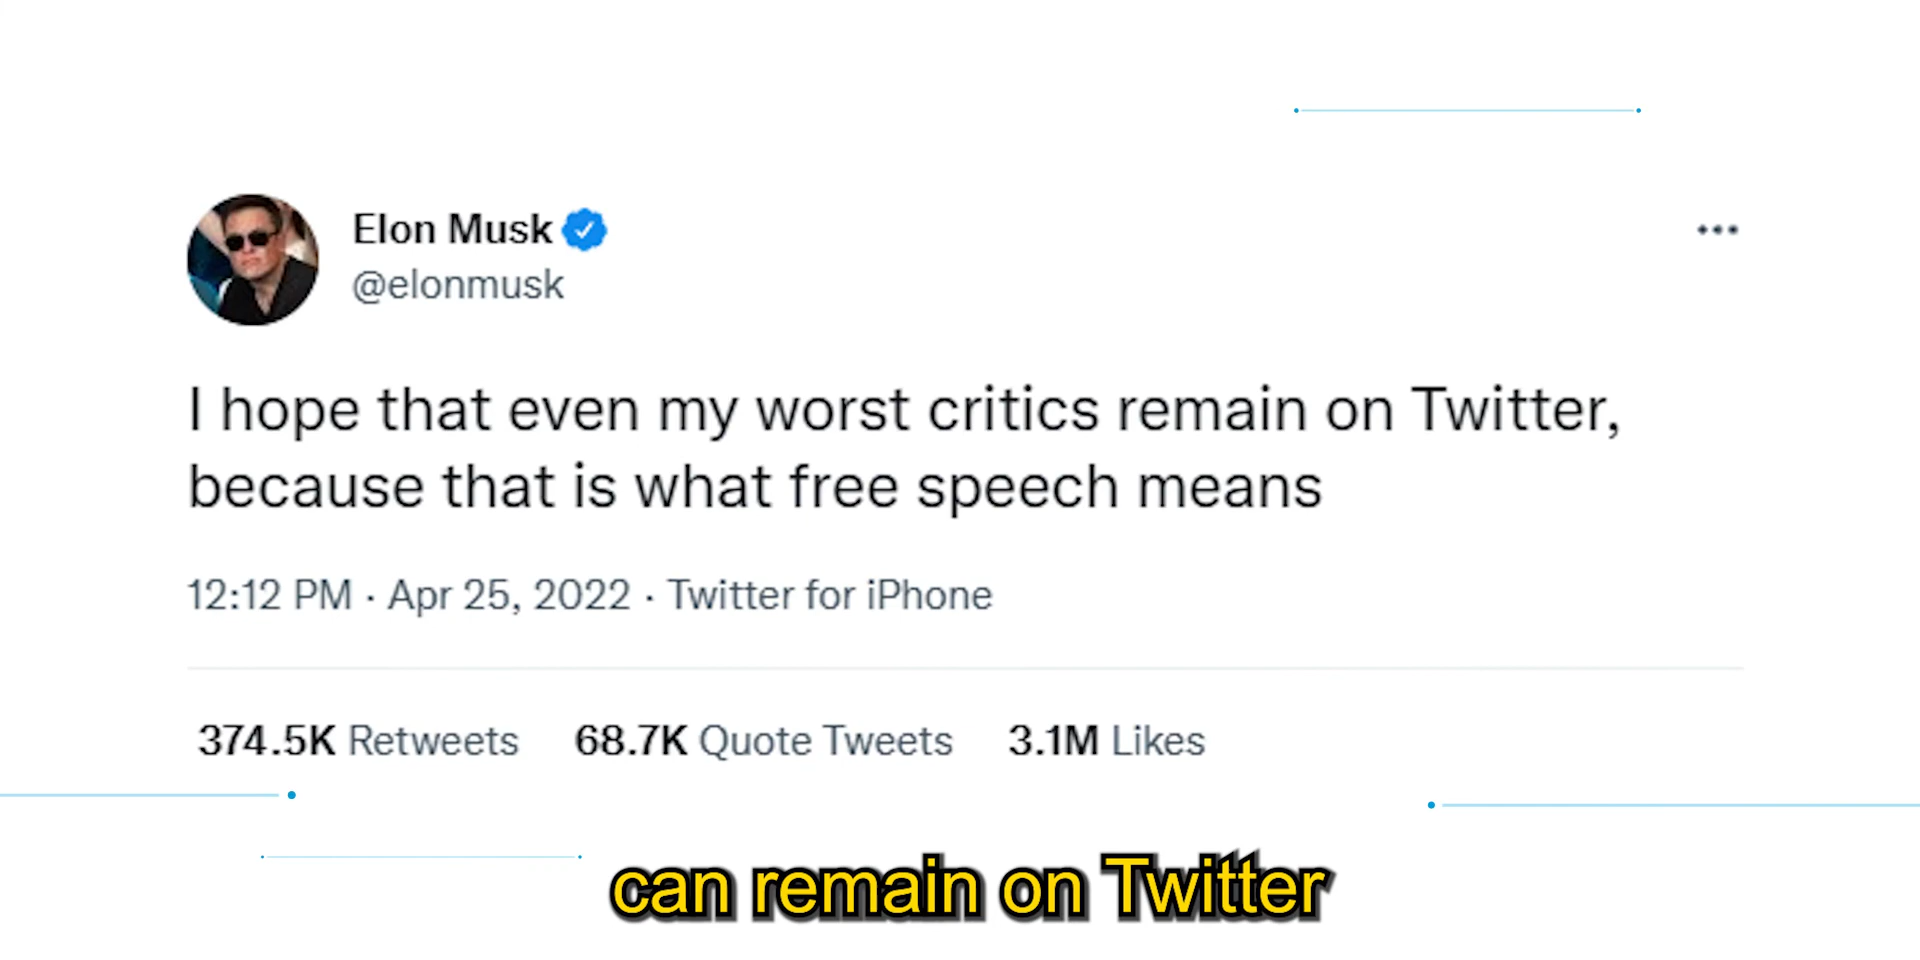 Elon Musk
@elonmusk
I hope that even my worst critics remain on Twitter,
because that is what free speech means
12:12 PM · Apr 25, 2022 · Twitter for iPhone
374.5K Retweets 68.7K Quote Tweets 3.1M Likes
can remain on Twitter